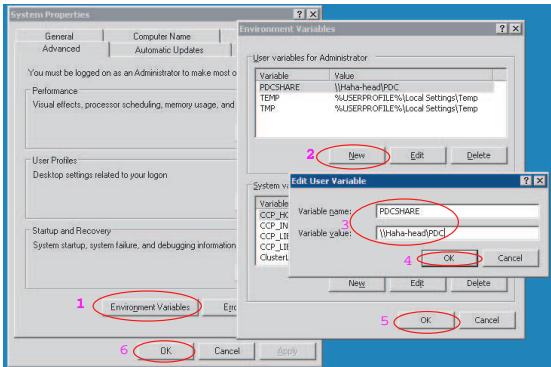 System Properties
General
Computer Name
Advanced
Automatic Updates
You must be logged on as an Administrator to make most o
Performance
Visual effects, processor scheduling, memory usage, and
User Profiles
Desktop settings related to your logon
Startup and Recovery
System startup, system failure, and debugging information
1
Environment Variables
6
OK
Cancel
Apply
Environment Variables
User variables for Administrator
Variable Value
PDCSHARE \\Haha-head\PDC
TEMP %USERPROFILE%\Local Settings\Temp
TMP %USERPROFILE%\Local Settings\Temp
2
New
Edit
Delete
System
Variable
CCP_IN
CCP_LI
Cluster
New
Edit
Delete
5
OK
Cancel
Edit User Variable
Variable name:
PDCSHARE
3
Variable value:
\\Haha-head\PDC
4
OK
Cancel